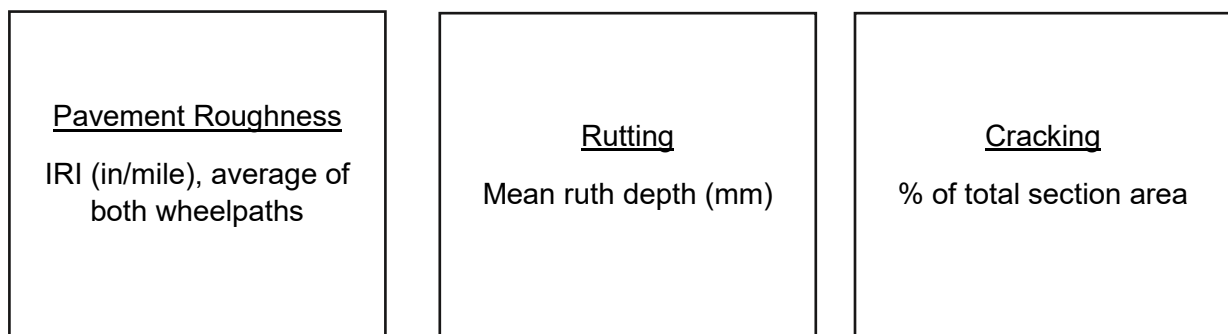 Pavement Roughness
IRI (in/mile), average of
both wheelpaths
Rutting
Mean ruth depth (mm)
Cracking
% of total section area